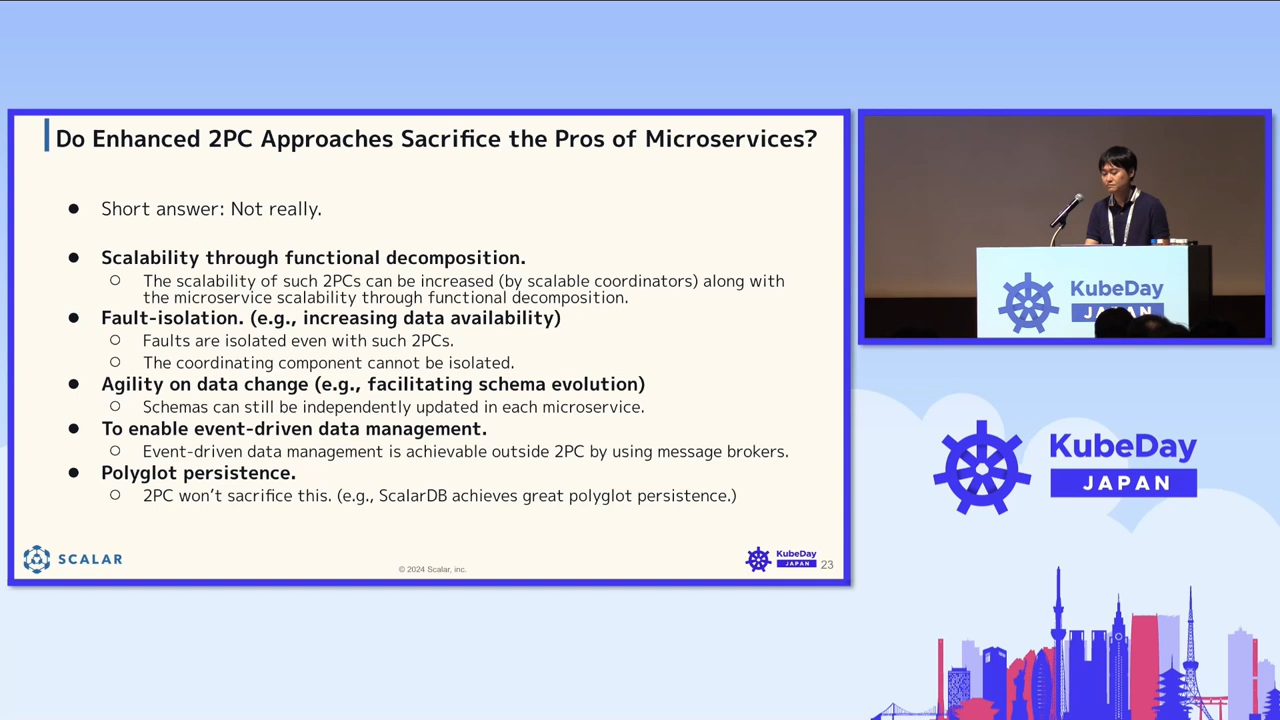 Do Enhanced 2PC Approaches Sacrifice the Pros of Microservices?
● Short answer: Not really.
● Scalability through functional decomposition.
○ The scalability of such 2PCs can be increased (by scalable coordinators) along with
the microservice scalability through functional decomposition.
● Fault-isolation. (e.g., increasing data availability)
○ Faults are isolated even with such 2PCs.
○ The coordinating component cannot be isolated.
● Agility on data change (e.g., facilitating schema evolution)
○ Schemas can still be independently updated in each microservice.
● To enable event-driven data management.
○ Event-driven data management is achievable outside 2PC by using message brokers.
● Polyglot persistence.
○ 2PC won’t sacrifice this. (e.g., ScalarDB achieves great polyglot persistence.)
SCALAR
© 2024 Scalar, inc.
KubeDay
JAPAN
23
KubeDay
JAPAN
KubeDay
JAPAN